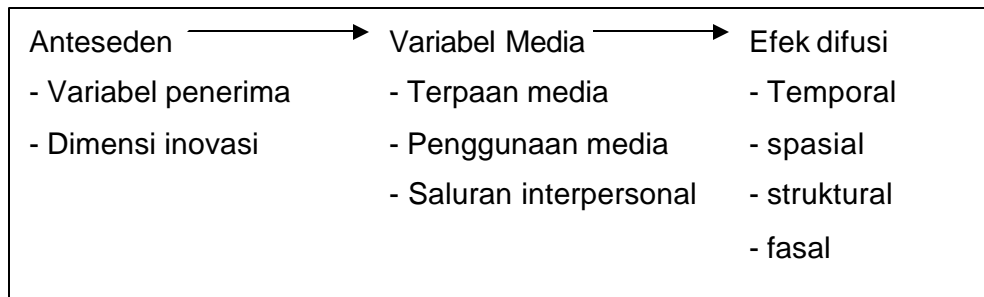 Anteseden Variabel Media Efek difusi
- Variabel penerima - Terpaan media - Temporal
- Dimensi inovasi - Penggunaan media - spasial
- Saluran interpersonal - struktural
- fasal